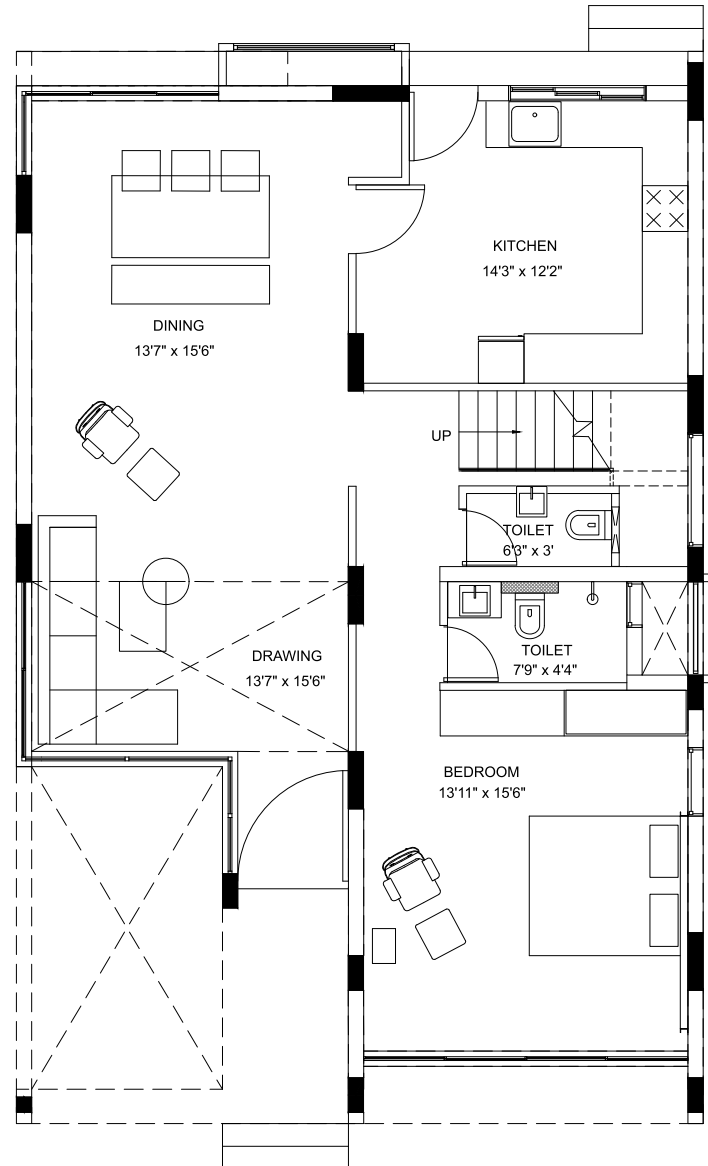 KITCHEN
14'3" x 12'2"
DINING
13'7" x 15'6"
UP
TOILET
6'3" x 3'
TOILET
7'9" x 4'4"
DRAWING
13'7" x 15'6"
BEDROOM
13'11" x 15'6"